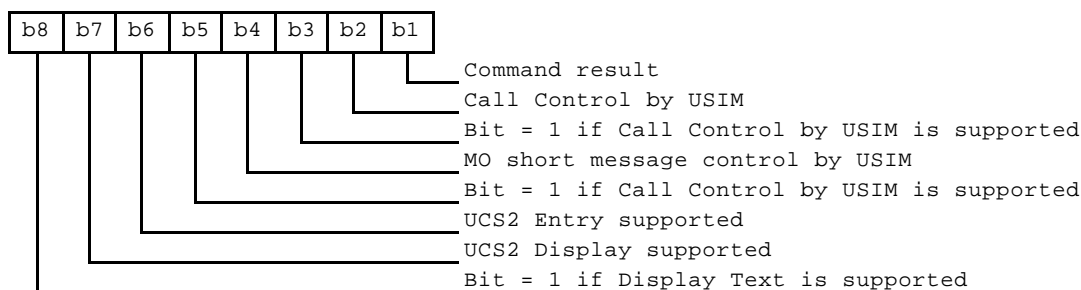 b8 b7 b6 b5 b4 b3 b2 b1
Command result
Call Control by USIM
Bit = 1 if Call Control by USIM is supported
MO short message control by USIM
Bit = 1 if Call Control by USIM is supported
UCS2 Entry supported
UCS2 Display supported
Bit = 1 if Display Text is supported